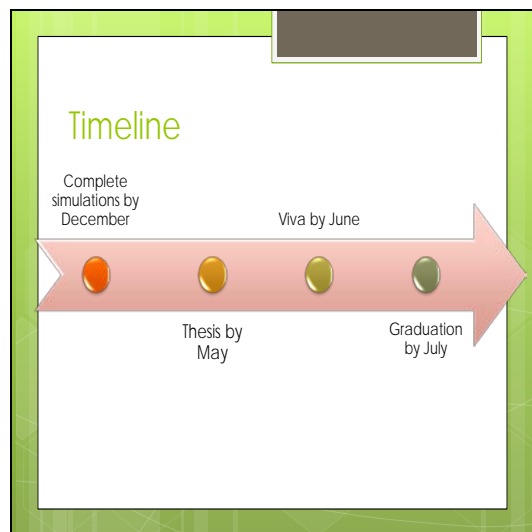 Timeline
Complete
simulations by
December
Thesis by
May
Viva by June
Graduation
by July